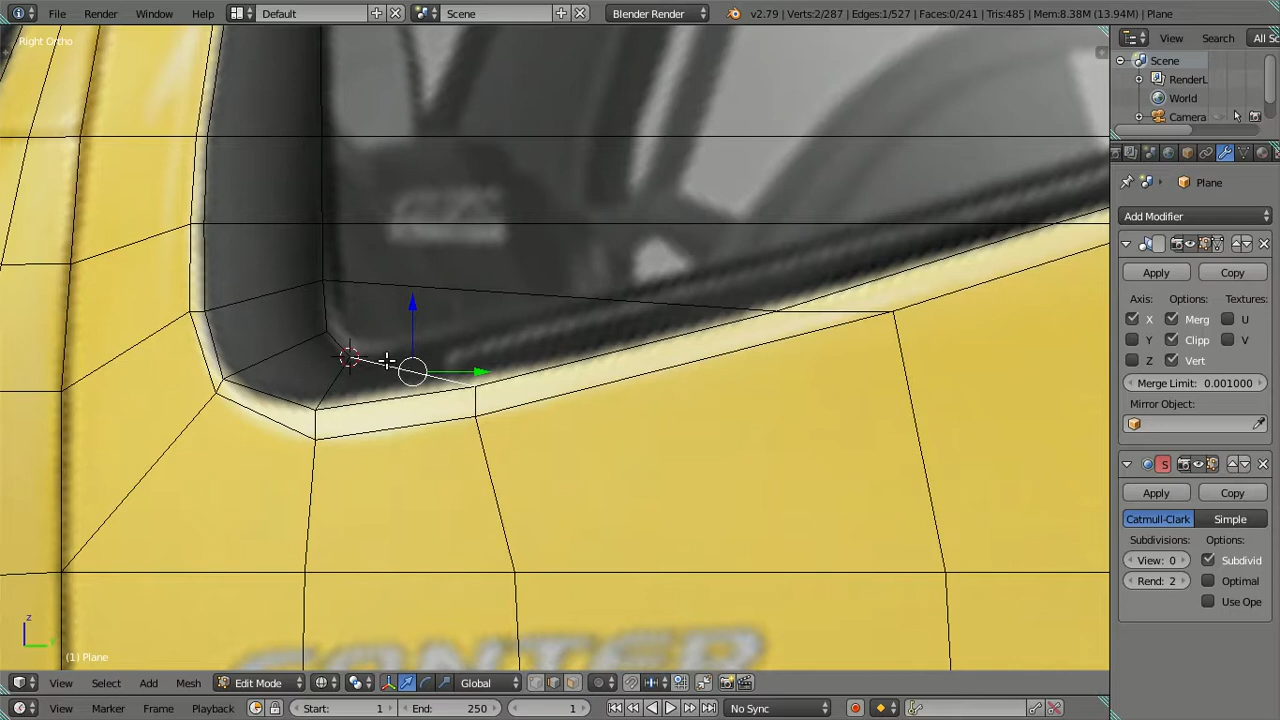 File Render Window Help Default Scene Blender Render v2.79 | Verts:2/287 | Edges:1/527 | Faces:0/241 | Tris:485 | Mem:8.38M (13.94M) | Plane
Right Ortho
View Search All Sc
Scene
RenderL
World
Camera
Plane
Add Modifier
Apply Copy
Axis: Options: Textures:
X Merg U
Y Clipp V
Z Vert
Merge Limit: 0.001000
Mirror Object:
S
Apply Copy
Catmull-Clark Simple
Subdivisions: Options:
View: 0 Subdivid
Rend: 2 Optimal
Use Ope
CONTER
z
y
(1) Plane
View Select Add Mesh Edit Mode Global
View Marker Frame Playback Start: 1 End: 250 1 No Sync